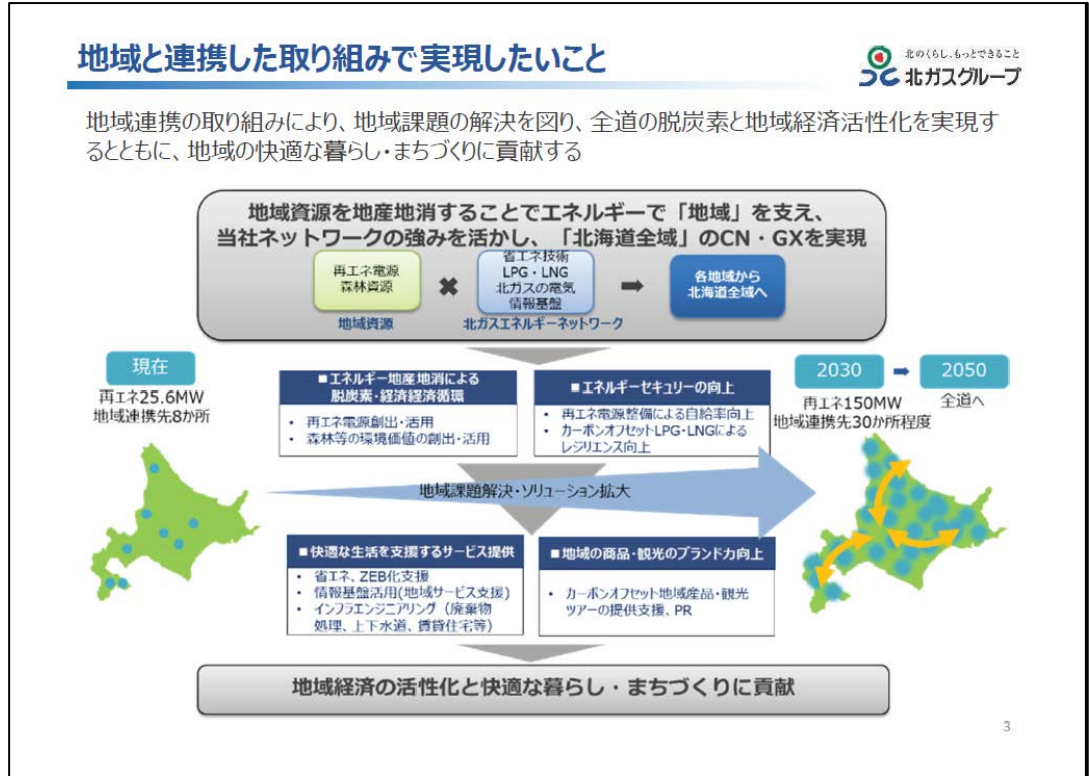 地域と連携した取り組みで実現したいこと
北のくらし、もっとできること
北ガスグループ
地域連携の取り組みにより、地域課題の解決を図り、全道の脱炭素と地域経済活性化を実現す
るとともに、地域の快適な暮らし・まちづくりに貢献する
地域資源を地産地消することでエネルギーで「地域」を支え、
当社ネットワークの強みを活かし、「北海道全域」のCN・GXを実現
再エネ電源
森林資源
地域資源
✖
省エネ技術
LPG・LNG
北ガスの電気
情報基盤
北ガスエネルギーネットワーク
➡
各地域から
北海道全域へ
現在
再エネ25.6MW
地域連携先8か所
■エネルギー地産地消による
脱炭素・経済経済循環
• 再エネ電源創出・活用
• 森林等の環境価値の創出・活用
■エネルギーセキュリーの向上
• 再エネ電源整備による自給率向上
• カーボンオフセットLPG・LNGによる
レジリエンス向上
2030 ➡ 2050
再エネ150MW
地域連携先30か所程度
全道へ
地域課題解決・ソリューション拡大
■快適な生活を支援するサービス提供
• 省エネ、ZEB化支援
• 情報基盤活用(地域サービス支援)
• インフラエンジニアリング（廃棄物
処理、上下水道、賃貸住宅等）
■地域の商品・観光のブランド力向上
• カーボンオフセット地域産品・観光
ツアーの提供支援、PR
地域経済の活性化と快適な暮らし・まちづくりに貢献
3